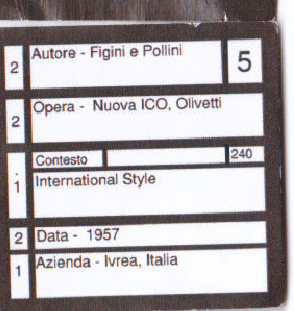 2 Autore - Figini e Pollini 5
2 Opera - Nuova ICO, Olivetti
Contesto 240
1 International Style
2 Data - 1957
1 Azienda - Ivrea, Italia